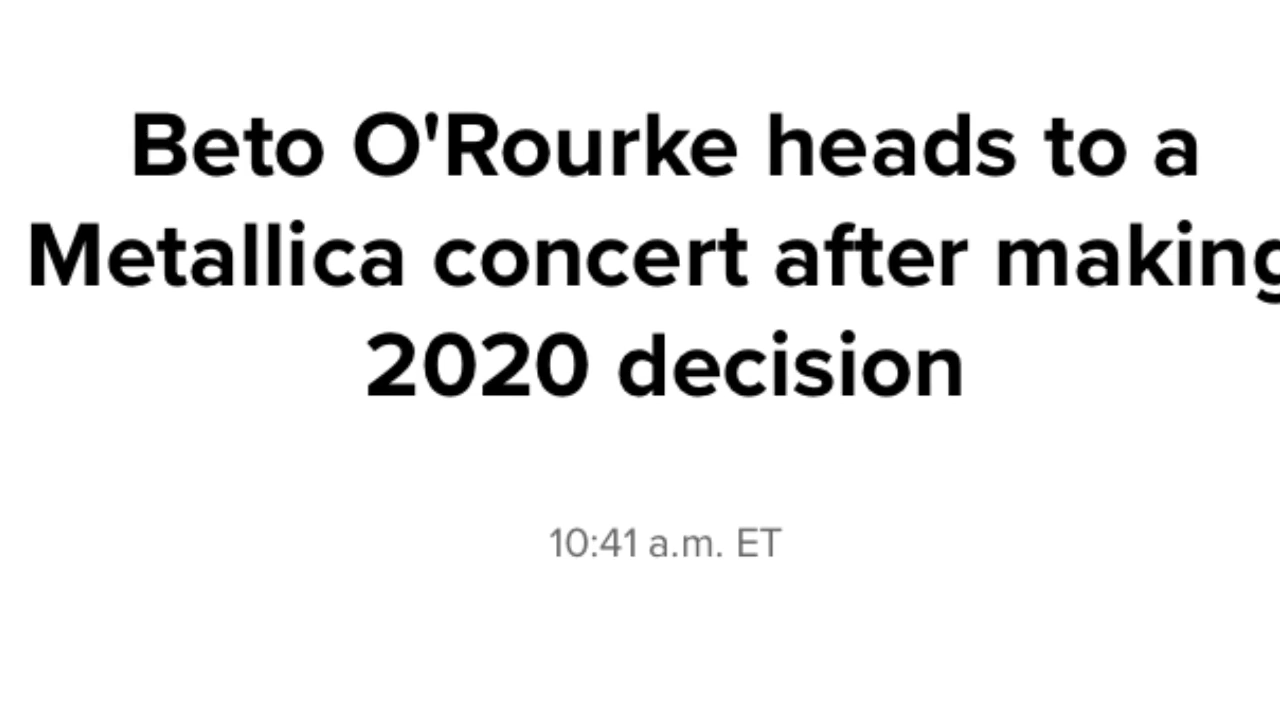 Beto O'Rourke heads to a
Metallica concert after making
2020 decision
10:41 a.m. ET